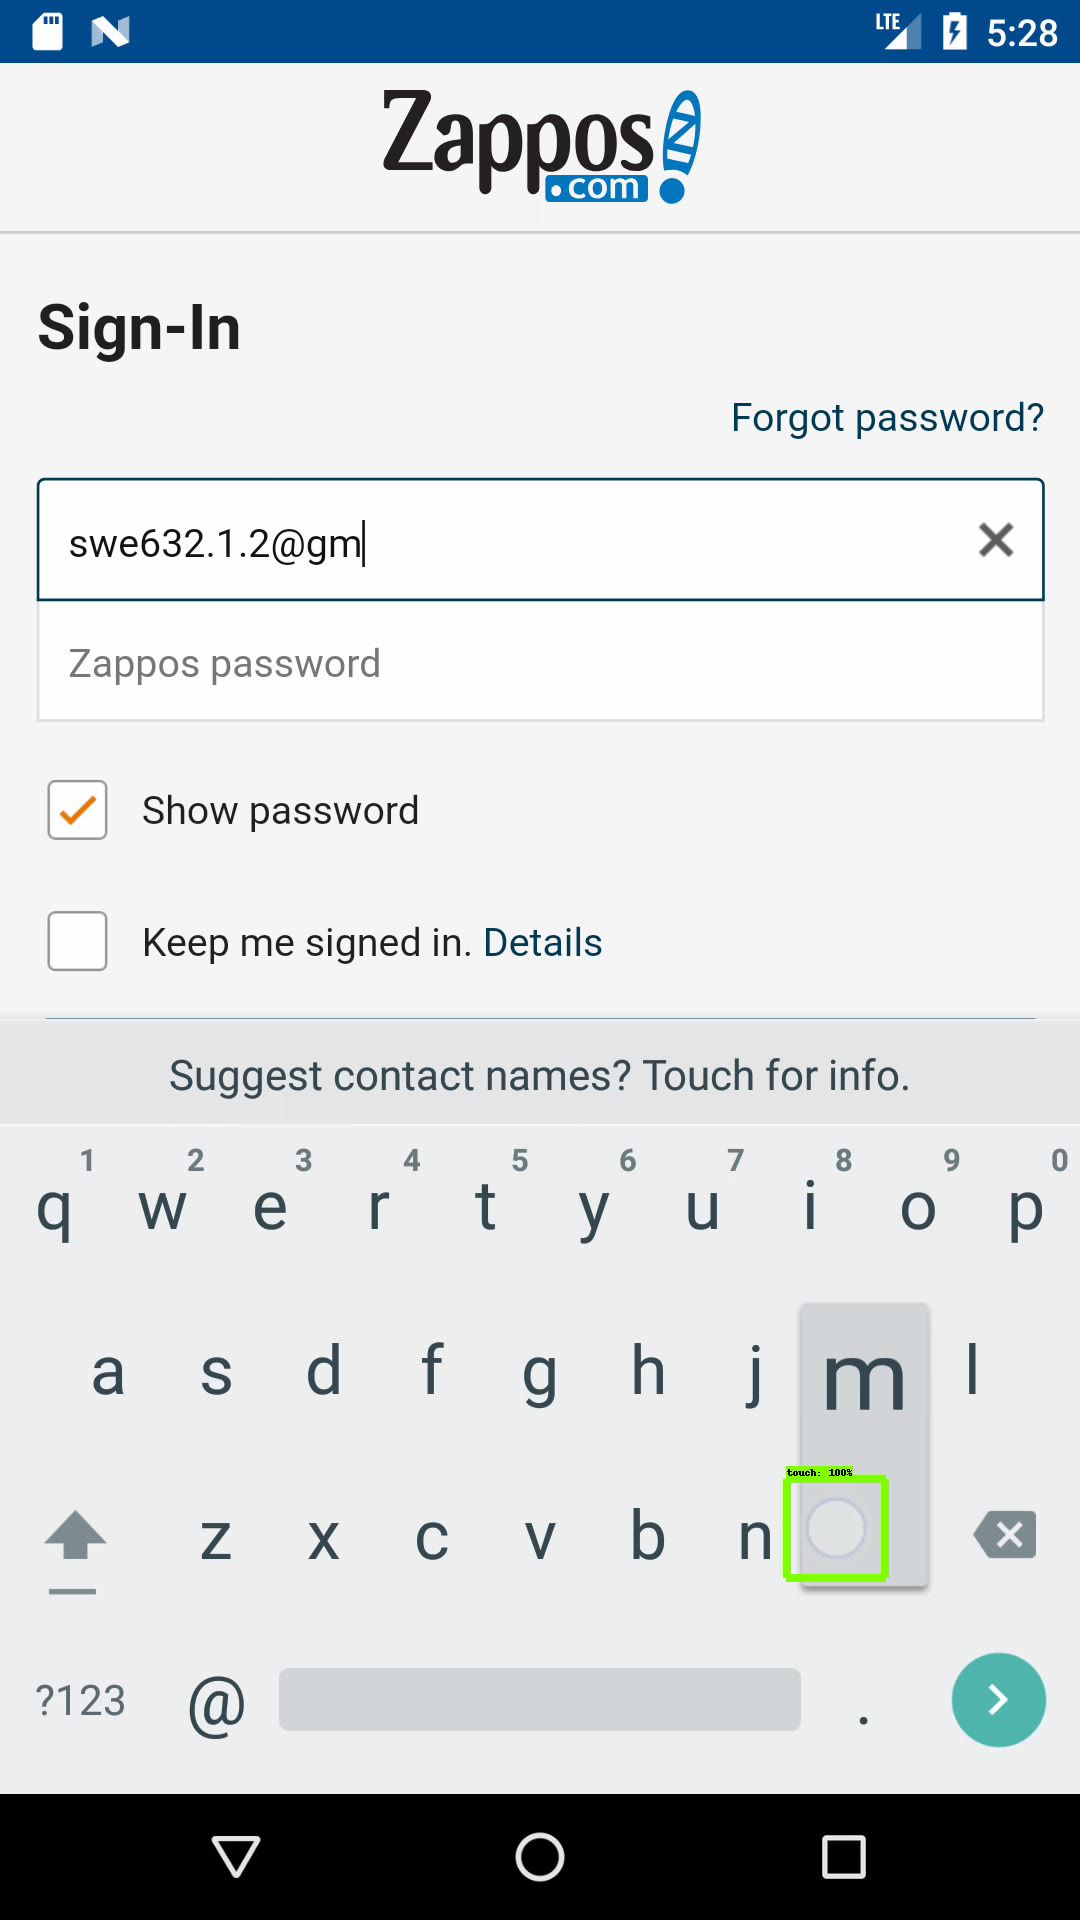 LTE 5:28
Zappos
.com
Sign-In
Forgot password?
swe632.1.2@gm
Zappos password
Show password
Keep me signed in. Details
Suggest contact names? Touch for info.
1 2 3 4 5 6 7 8 9 0
q w e r t y u i o p
a s d f g h j m l
touch: 100%
z x c v b n
?123 @ .